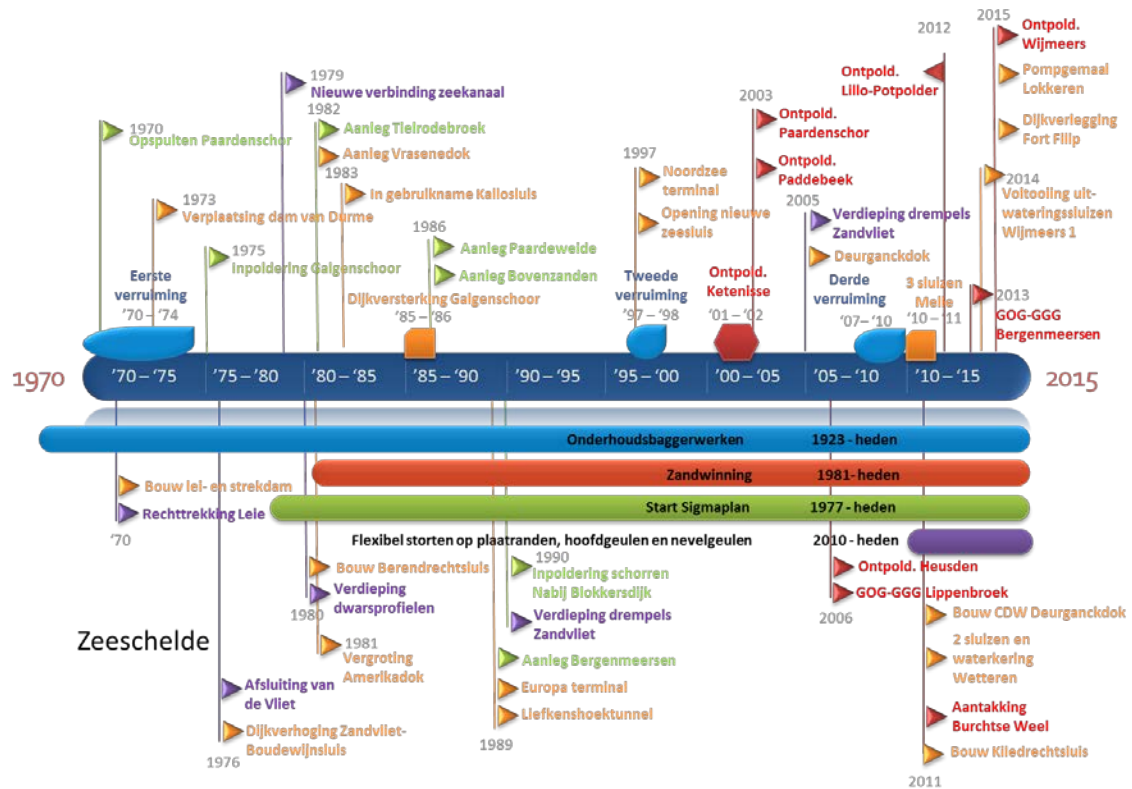 2015
Ontpold.
Wijmeers
2012
Ontpold.
Lillo-Potpolder
Pompgemaal
Lokkeren
1979
Nieuwe verbinding zeekanaal
1982
2003
Ontpold.
Paardenschor
Dijkverlegging
Fort Filip
1970
Opspuiten Paardenschor
Aanleg Tielrodebroek
Aanleg Vrasenedok
1997
Noordzee
terminal
Ontpold.
Paddebeek
1983
In gebruikname Kallosluis
2014
Voltooiing uit-
wateringssluizen
Wijmeers 1
1973
Verplaatsing dam van Durme
Opening nieuwe
zeesluis
2005
Verdieping drempels
Zandvliet
1986
Aanleg Paardeweide
1975
Inpoldering Galgenschoor
Deurganckdok
Aanleg Bovenzanden
Eerste
verruiming
'70 – '74
Dijkversterking Galgenschoor
'85 – '86
Tweede
verruiming
'97 – '98
Ontpold.
Ketenisse
'01 – '02
Derde
verruiming
'07– '10
3 sluizen
Melle
'10 – '11
2013
GOG-GGG
Bergenmeersen
1970
'70 – '75
'75 – '80
'80 – '85
'85 – '90
'90 – '95
'95 – '00
'00 – '05
'05 – '10
'10 – '15
2015
Onderhoudsbaggerwerken 1923 - heden
Zandwinning 1981- heden
Start Sigmaplan 1977 - heden
Flexibel storten op plaatranden, hoofdgeulen en nevelgeulen 2010 - heden
Bouw lei- en strekdam
Rechttrekking Leie
'70
Bouw Berendrechtsluis
Verdieping
dwarsprofielen
1980
1981
Vergroting
Amerikadok
1990
Inpoldering schorren
Nabij Blokkersdijk
Verdieping drempels
Zandvliet
Aanleg Bergenmeersen
Europa terminal
Liefkenshoektunnel
1989
Ontpold. Heusden
GOG-GGG Lippenbroek
2006
Bouw CDW Deurganckdok
2 sluizen en
waterkering
Wetteren
Aantakking
Burchtse Weel
Bouw Kliedrechtsluis
2011
Zeeschelde
Afsluiting van
de Vliet
Dijkverhoging Zandvliet-
Boudewijnsluis
1976